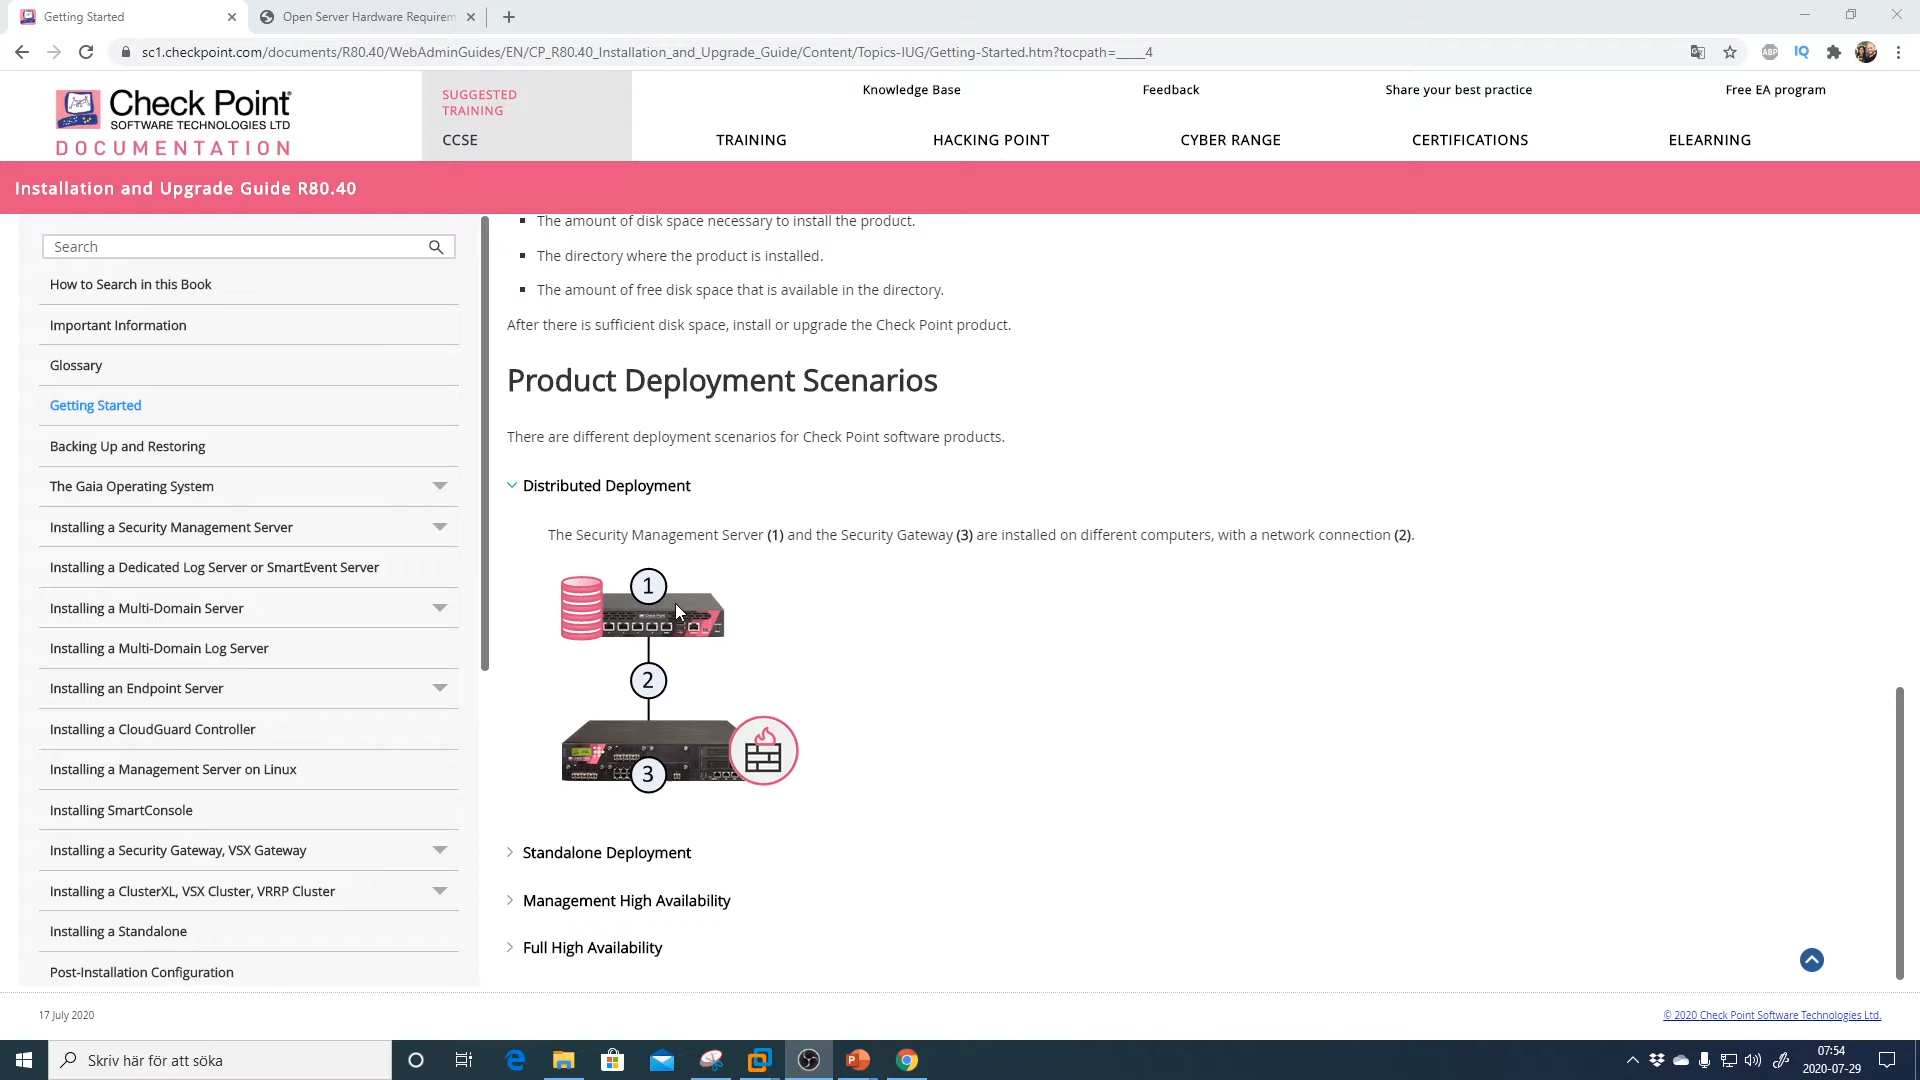 Getting Started
Open Server Hardware Requirem
sc1.checkpoint.com/documents/R80.40/WebAdminGuides/EN/CP_R80.40_Installation_and_Upgrade_Guide/Content/Topics-IUG/Getting-Started.htm?tocpath=_____4
ABP
IQ
Check Point
SOFTWARE TECHNOLOGIES LTD
DOCUMENTATION
SUGGESTED
TRAINING
CCSE
Knowledge Base
Feedback
Share your best practice
Free EA program
TRAINING
HACKING POINT
CYBER RANGE
CERTIFICATIONS
ELEARNING
Installation and Upgrade Guide R80.40
Search
How to Search in this Book
Important Information
Glossary
Getting Started
Backing Up and Restoring
The Gaia Operating System
Installing a Security Management Server
Installing a Dedicated Log Server or SmartEvent Server
Installing a Multi-Domain Server
Installing a Multi-Domain Log Server
Installing an Endpoint Server
Installing a CloudGuard Controller
Installing a Management Server on Linux
Installing SmartConsole
Installing a Security Gateway, VSX Gateway
Installing a ClusterXL, VSX Cluster, VRRP Cluster
Installing a Standalone
Post-Installation Configuration
The amount of disk space necessary to install the product.
The directory where the product is installed.
The amount of free disk space that is available in the directory.
After there is sufficient disk space, install or upgrade the Check Point product.
Product Deployment Scenarios
There are different deployment scenarios for Check Point software products.
Distributed Deployment
The Security Management Server (1) and the Security Gateway (3) are installed on different computers, with a network connection (2).
1
Check Point
2
3
Standalone Deployment
Management High Availability
Full High Availability
17 July 2020
© 2020 Check Point Software Technologies Ltd.
Skriv här för att söka
07:54
2020-07-29